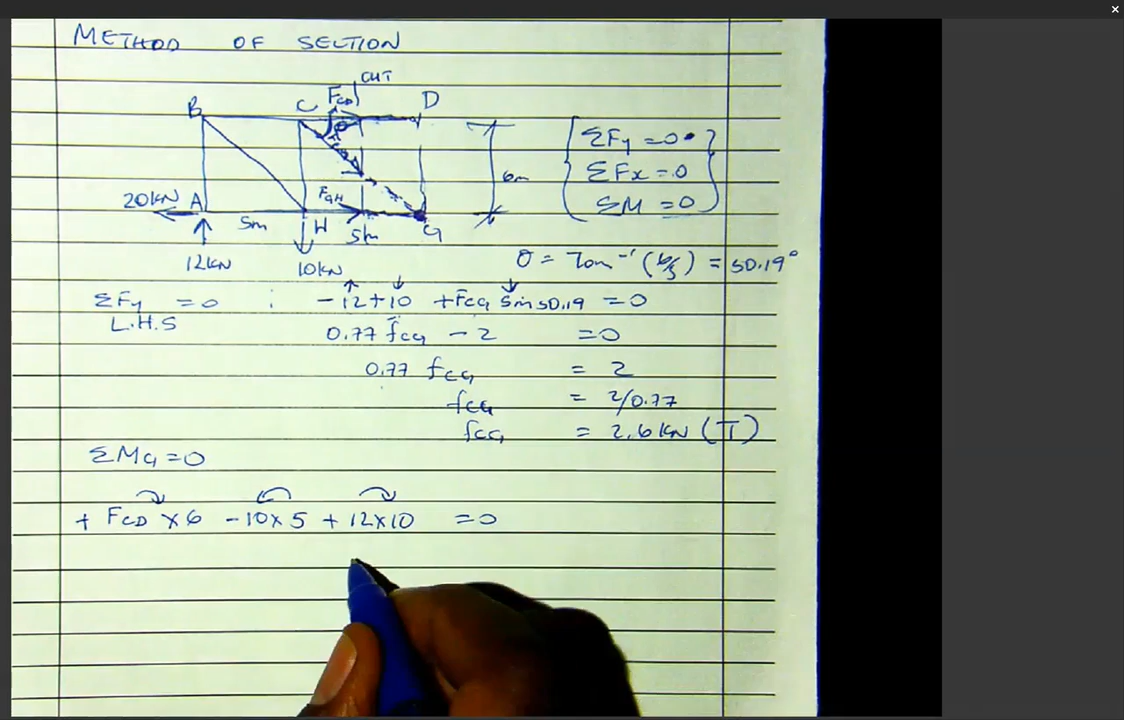 METHOD OF SECTION
CUT
B C FCD D
θ
FCG
6m
20KN A FGH
5m H 5m G
12KN 10KN
ΣFy = 0
ΣFx = 0
ΣM = 0
θ = Tan⁻¹ (6/5) = 50.19°
ΣFy = 0 : - 12 + 10 + FCG Sin 50.19 = 0
L.H.S
0.77 fCG - 2 = 0
0.77 fCG = 2
fCG = 2/0.77
fCG = 2.6 KN (T)
ΣMG = 0
+ FCD × 6 - 10 × 5 + 12 × 10 = 0